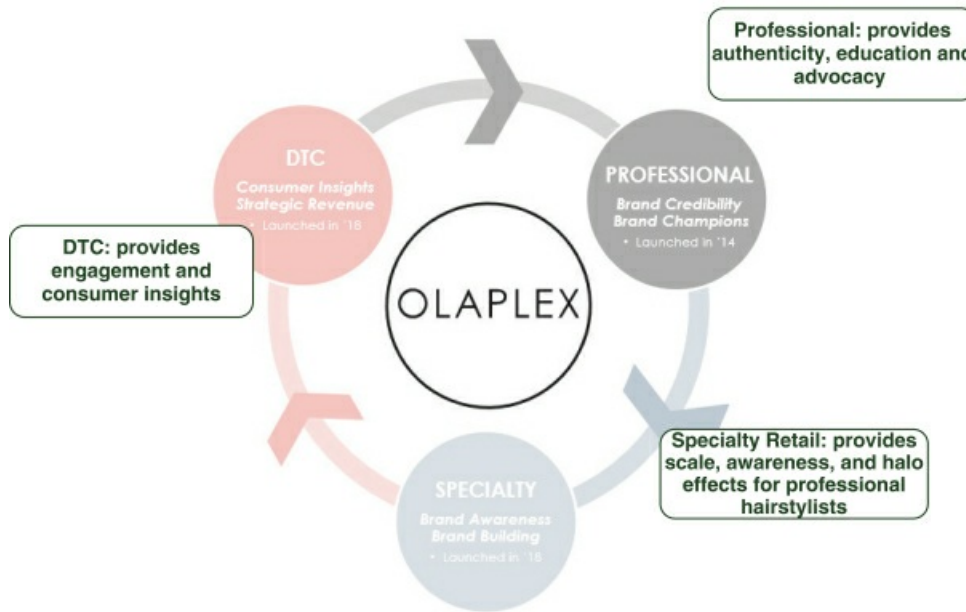 Professional: provides
authenticity, education and
advocacy
DTC
Consumer Insights
Strategic Revenue
• Launched in '18
PROFESSIONAL
Brand Credibility
Brand Champions
• Launched in '14
DTC: provides
engagement and
consumer insights
OLAPLEX
Specialty Retail: provides
scale, awareness, and halo
effects for professional
hairstylists
SPECIALTY
Brand Awareness
Brand Building
• Launched in '18